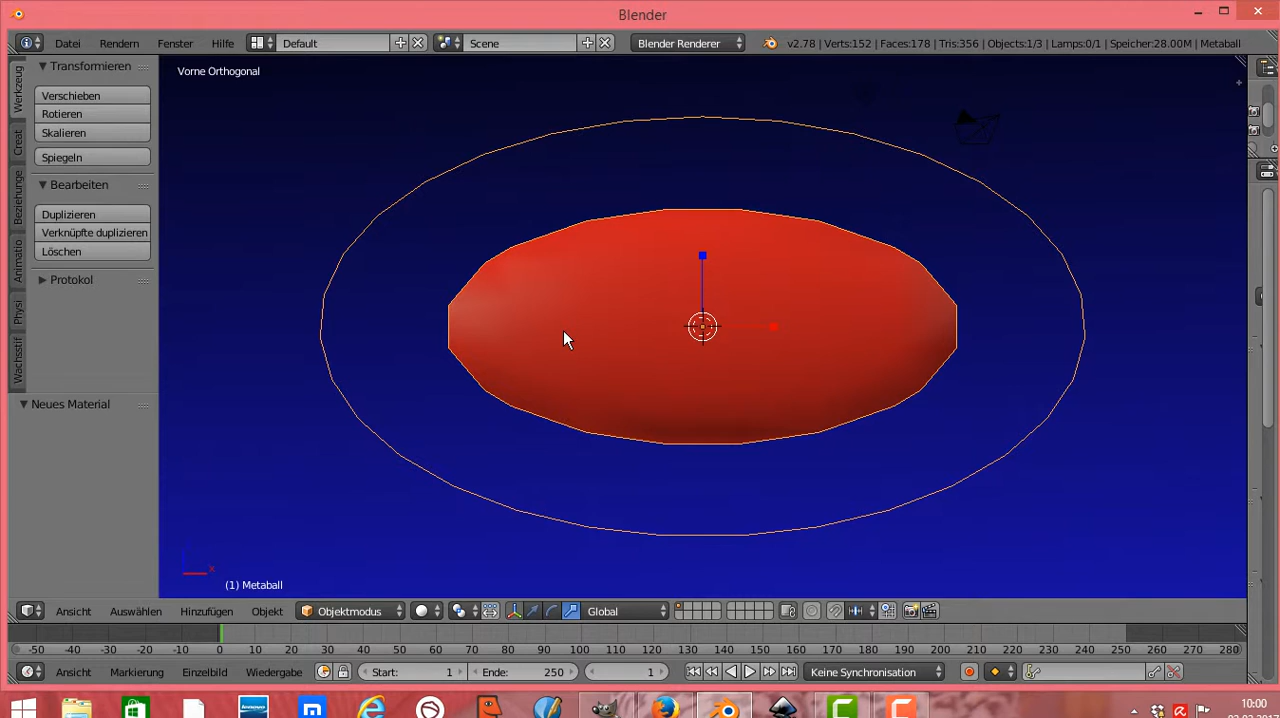 Blender
Datei Rendern Fenster Hilfe Default Scene Blender Renderer v2.78 | Verts:152 | Faces:178 | Tris:356 | Objects:1/3 | Lamps:0/1 | Speicher:28.00M | Metaball
Vorne Orthogonal
Transformieren
Verschieben
Rotieren
Skalieren
Spiegeln
Bearbeiten
Duplizieren
Verknüpfte duplizieren
Löschen
Protokol
Neues Material
Werkzeug
Creat
Beziehunge
Animatio
Physi
Wachsstif
x
(1) Metaball
Ansicht Auswählen Hinzufügen Objekt Objektmodus Global
-50 -40 -30 -20 -10 0 10 20 30 40 50 60 70 80 90 100 110 120 130 140 150 160 170 180 190 200 210 220 230 240 250 260 270 280
Ansicht Markierung Einzelbild Wiedergabe Start: 1 Ende: 250 1 Keine Synchronisation
10:00